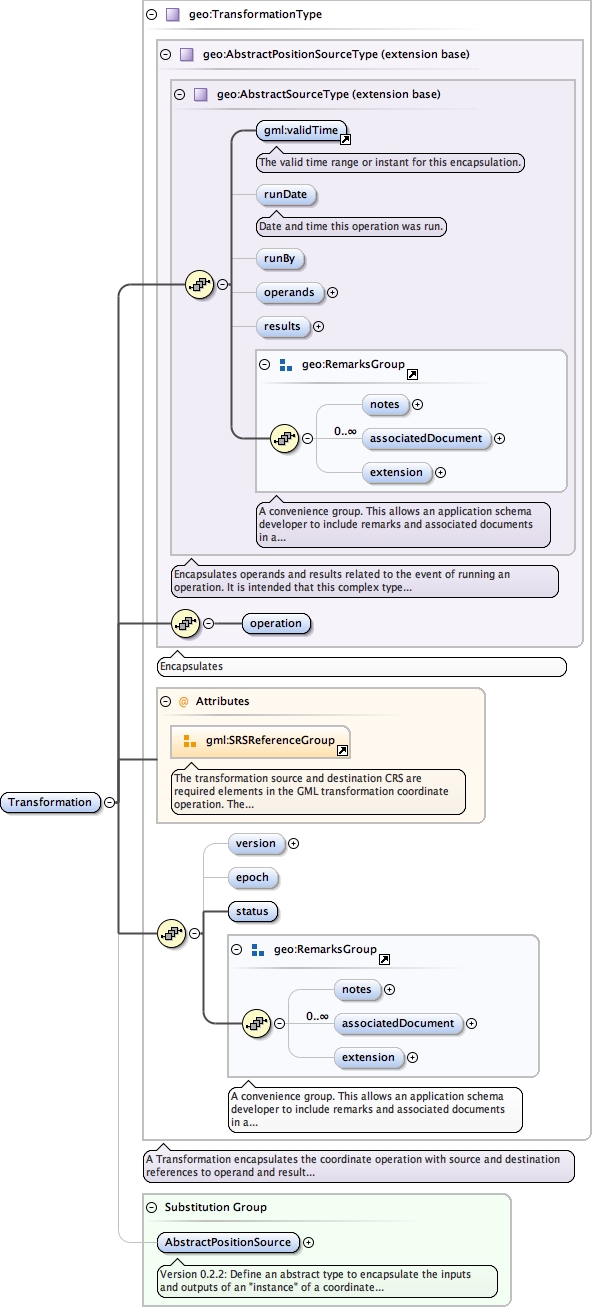 geo:TransformationType
geo:AbstractPositionSourceType (extension base)
geo:AbstractSourceType (extension base)
gml:validTime
The valid time range or instant for this encapsulation.
runDate
Date and time this operation was run.
runBy
operands
results
geo:RemarksGroup
notes
0..∞
associatedDocument
extension
A convenience group. This allows an application schema
developer to include remarks and associated documents
in a...
Encapsulates operands and results related to the event of running an
operation. It is intended that this complex type...
operation
Encapsulates
@ Attributes
gml:SRSReferenceGroup
The transformation source and destination CRS are
required elements in the GML transformation coordinate
operation. The...
Transformation
version
epoch
status
geo:RemarksGroup
notes
0..∞
associatedDocument
extension
A convenience group. This allows an application schema
developer to include remarks and associated documents
in a...
A Transformation encapsulates the coordinate operation with source and destination
references to operand and result...
Substitution Group
AbstractPositionSource
Version 0.2.2: Define an abstract type to encapsulate the inputs
and outputs of an "instance" of a coordinate...